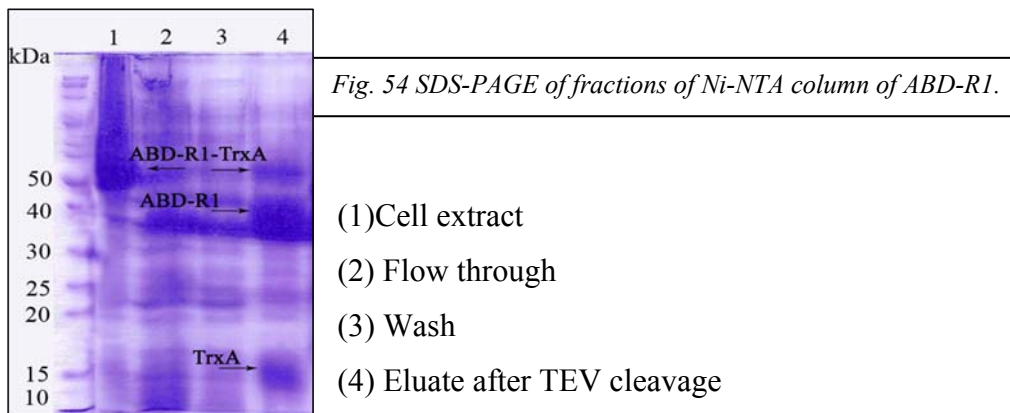 1 2 3 4
kDa
Fig. 54 SDS-PAGE of fractions of Ni-NTA column of ABD-R1.
ABD-R1-TrxA
50
ABD-R1
40
(1)Cell extract
30
(2) Flow through
25
20
(3) Wash
TrxA
15
(4) Eluate after TEV cleavage
10